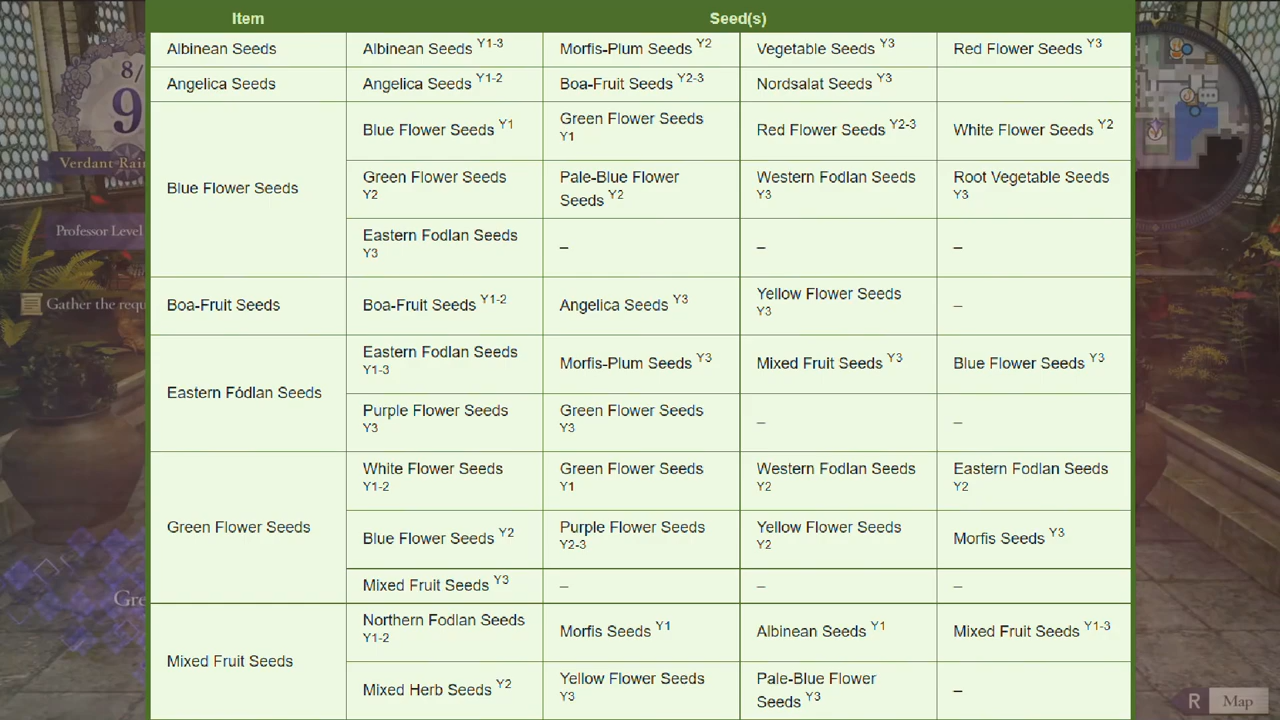 Item Seed(s)
Albinean Seeds Albinean Seeds Y1-3 Morfis-Plum Seeds Y2 Vegetable Seeds Y3 Red Flower Seeds Y3
Angelica Seeds Angelica Seeds Y1-2 Boa-Fruit Seeds Y2-3 Nordsalat Seeds Y3
Blue Flower Seeds
Blue Flower Seeds Y1 Green Flower Seeds Y1 Red Flower Seeds Y2-3 White Flower Seeds Y2
Green Flower Seeds Y2 Pale-Blue Flower Seeds Y2 Western Fodlan Seeds Y3 Root Vegetable Seeds Y3
Eastern Fodlan Seeds Y3 – – –
Boa-Fruit Seeds Boa-Fruit Seeds Y1-2 Angelica Seeds Y3 Yellow Flower Seeds Y3 –
Eastern Fódlan Seeds
Eastern Fodlan Seeds Y1-3 Morfis-Plum Seeds Y3 Mixed Fruit Seeds Y3 Blue Flower Seeds Y3
Purple Flower Seeds Y3 Green Flower Seeds Y3 – –
Green Flower Seeds
White Flower Seeds Y1-2 Green Flower Seeds Y1 Western Fodlan Seeds Y2 Eastern Fodlan Seeds Y2
Blue Flower Seeds Y2 Purple Flower Seeds Y2-3 Yellow Flower Seeds Y2 Morfis Seeds Y3
Mixed Fruit Seeds Y3 – – –
Mixed Fruit Seeds
Northern Fodlan Seeds Y1-2 Morfis Seeds Y1 Albinean Seeds Y1 Mixed Fruit Seeds Y1-3
Mixed Herb Seeds Y2 Yellow Flower Seeds Y3 Pale-Blue Flower Seeds Y3 –
8/
9
Verdant Rai
Professor Level
Gather the requ
Gre
R Map